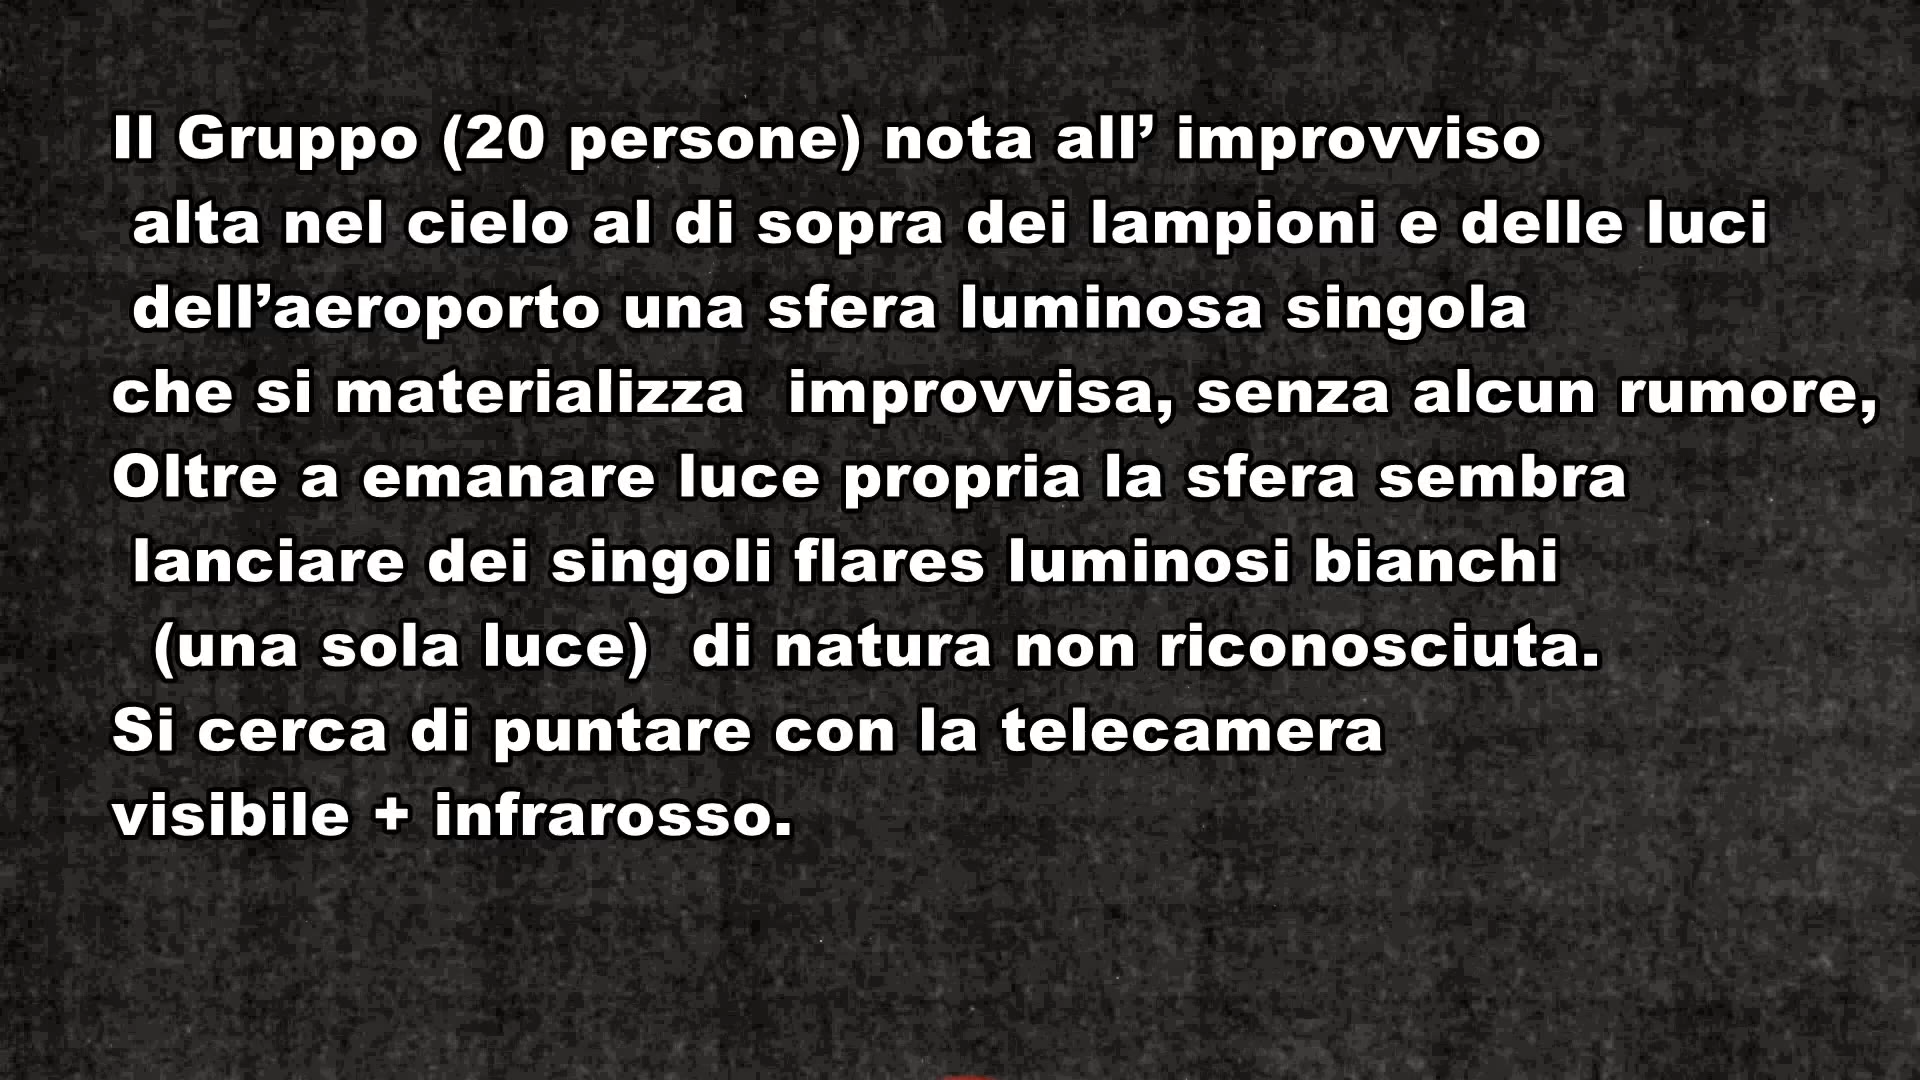 Il Gruppo (20 persone) nota all’ improvviso
alta nel cielo al di sopra dei lampioni e delle luci
dell’aeroporto una sfera luminosa singola
che si materializza improvvisa, senza alcun rumore,
Oltre a emanare luce propria la sfera sembra
lanciare dei singoli flares luminosi bianchi
(una sola luce) di natura non riconosciuta.
Si cerca di puntare con la telecamera
visibile + infrarosso.